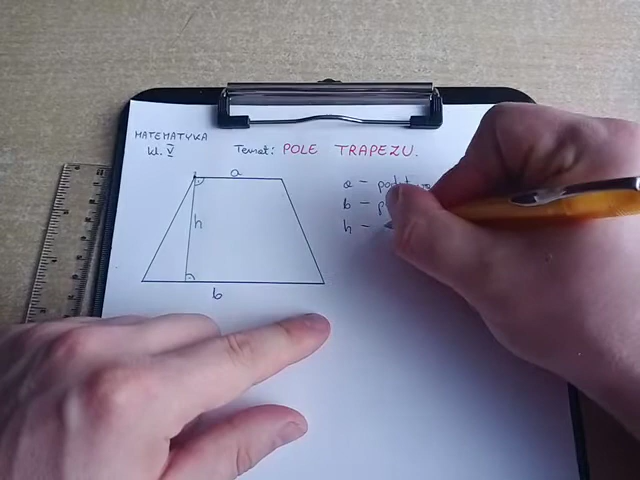 MATEMATYKA
kl. V
Temat: POLE TRAPEZU.
a
h
b
a -
b -
h -